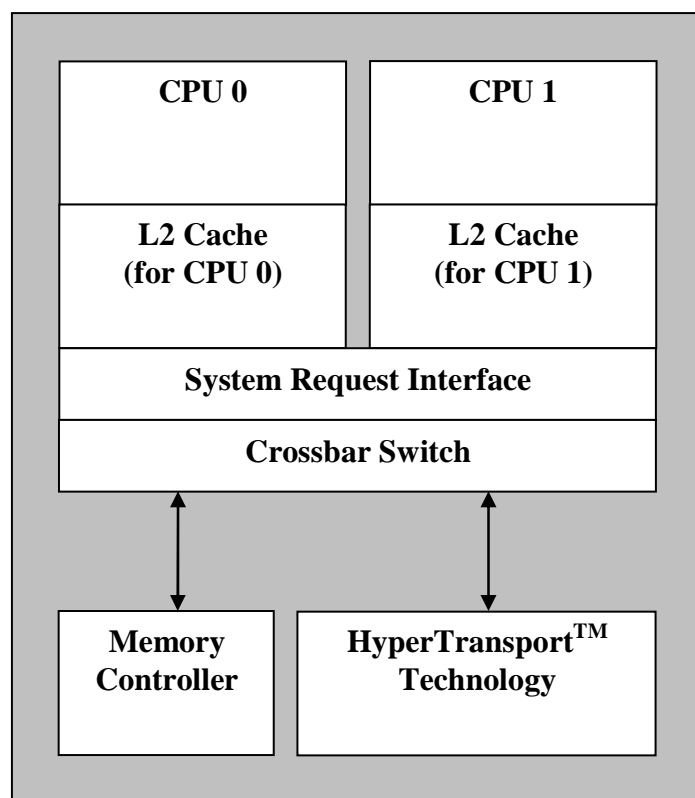 CPU 0
CPU 1
L2 Cache
(for CPU 0)
L2 Cache
(for CPU 1)
System Request Interface
Crossbar Switch
Memory
Controller
HyperTransport™
Technology